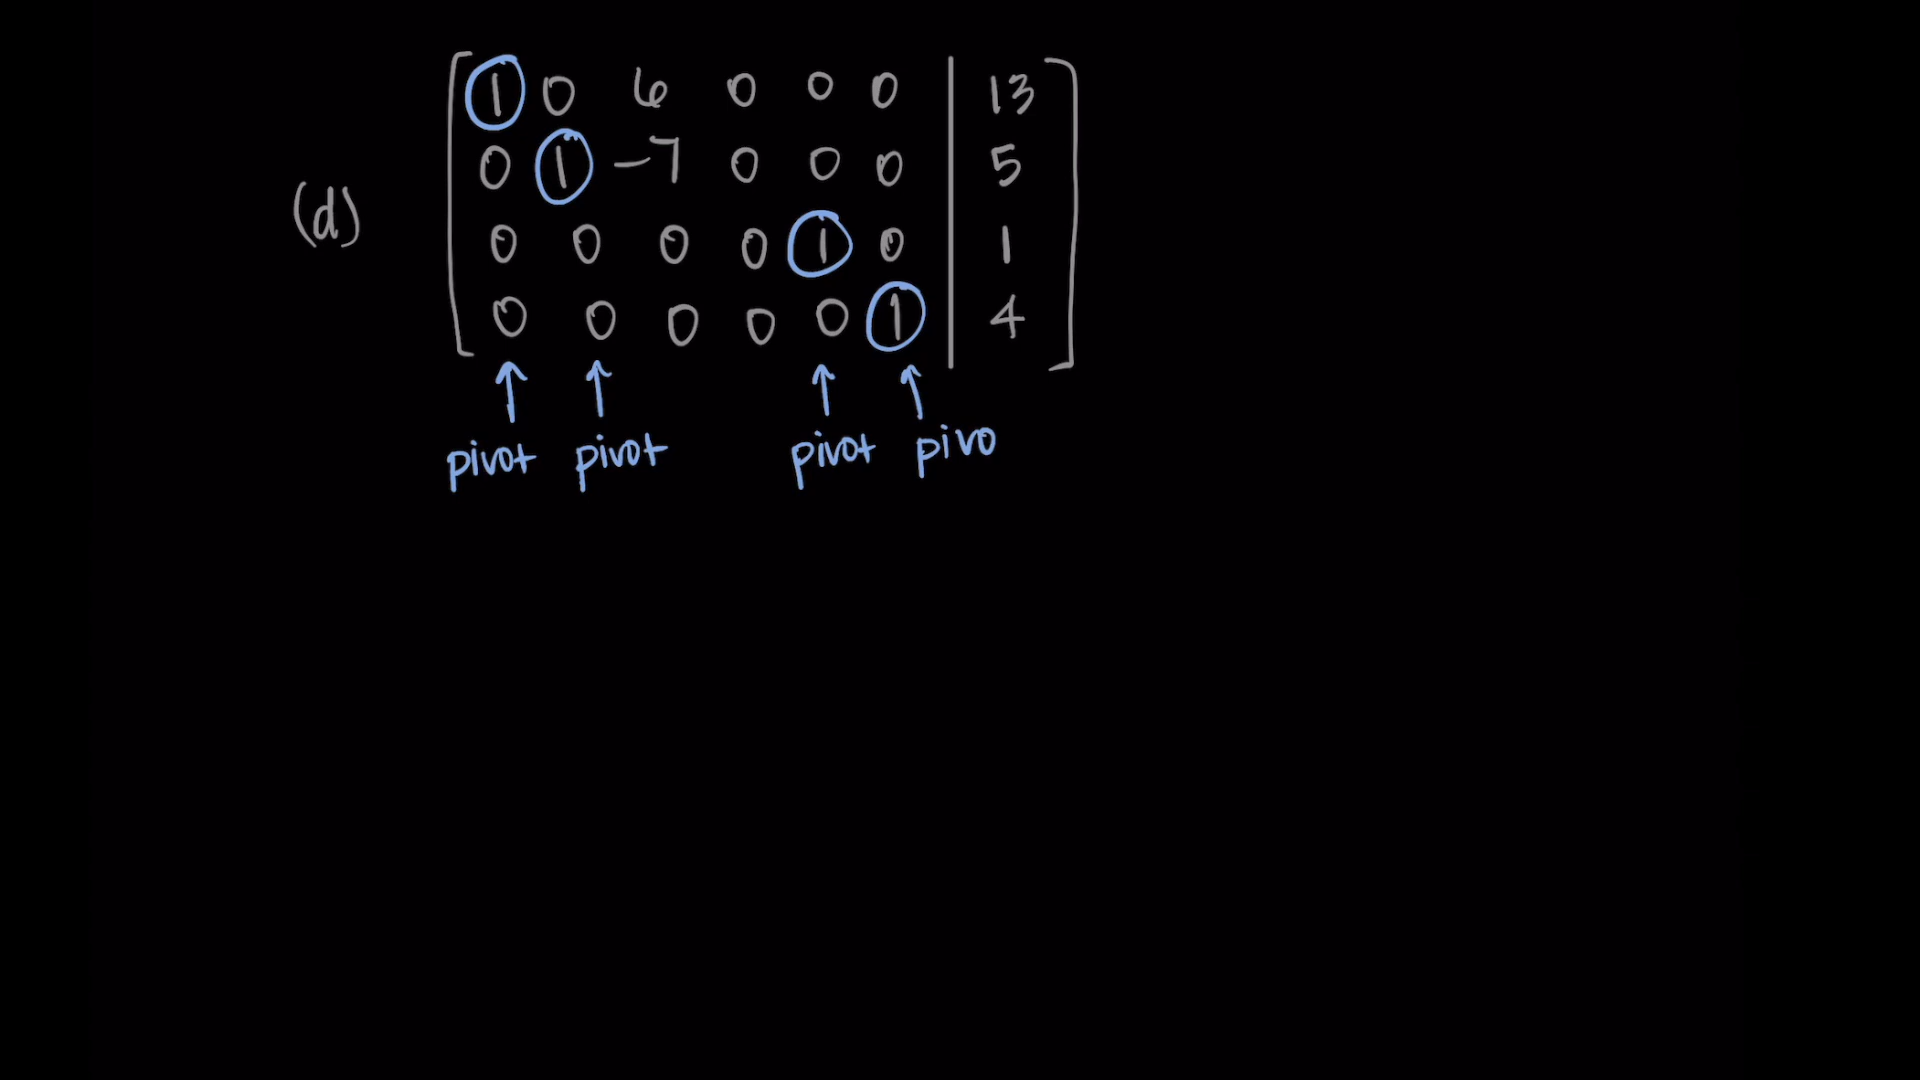 1 0 6 0 0 0 | 13
0 1 -7 0 0 0 | 5
(d)
0 0 0 0 1 0 | 1
0 0 0 0 0 1 | 4
pivot pivot pivot pivo